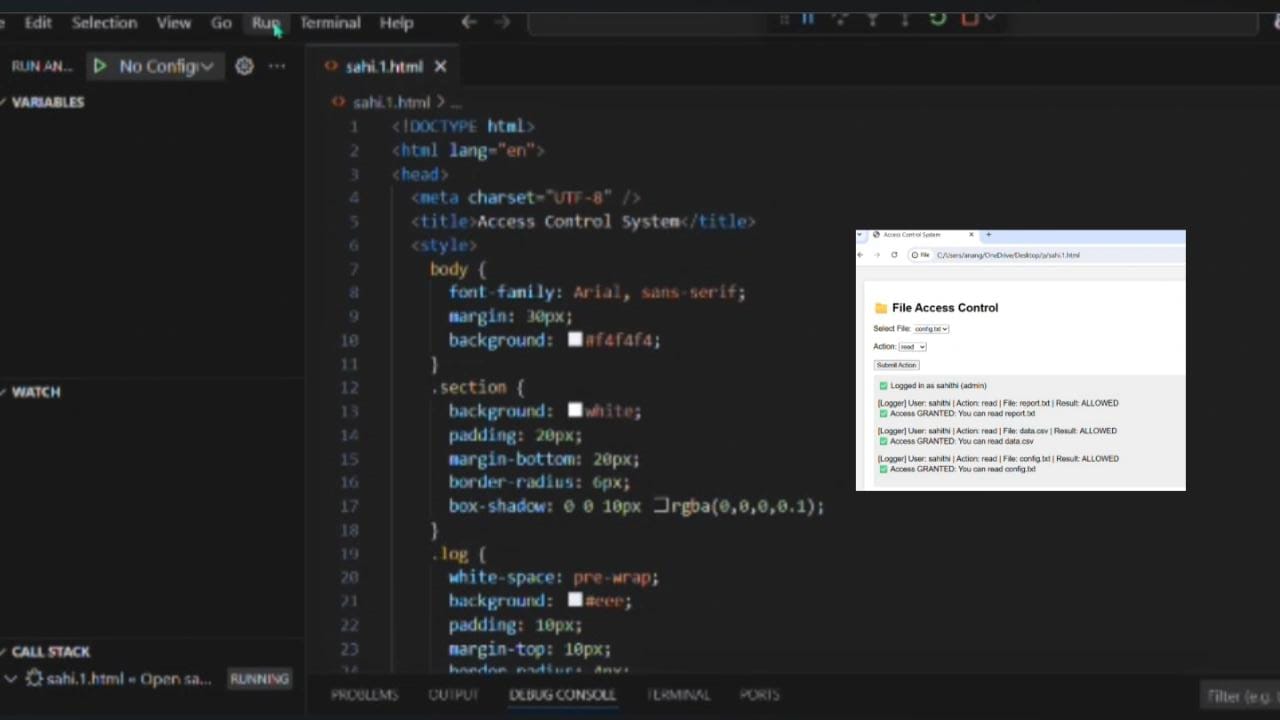 Edit Selection View Go Run Terminal Help
RUN AN... No Config
sahi.1.html
VARIABLES
sahi.1.html > ...
1 <!DOCTYPE html>
2 <html lang="en">
3 <head>
4 <meta charset="UTF-8" />
5 <title>Access Control System</title>
6 <style>
7 body {
8 font-family: Arial, sans-serif;
9 margin: 30px;
10 background: #f4f4f4;
11 }
12 .section {
13 background: white;
14 padding: 20px;
15 margin-bottom: 20px;
16 border-radius: 6px;
17 box-shadow: 0 0 10px rgba(0,0,0,0.1);
18 }
19 .log {
20 white-space: pre-wrap;
21 background: #eee;
22 padding: 10px;
23 margin-top: 10px;
24 border-radius: 4px;
WATCH
CALL STACK
sahi.1.html « Open sa... RUNNING
PROBLEMS OUTPUT DEBUG CONSOLE TERMINAL PORTS
Filter (e.g.
Access Control System
File C:/Users/anang/OneDrive/Desktop/a/sahi.1.html
File Access Control
Select File: config.txt
Action: read
Submit Action
Logged in as sahithi (admin)
[Logger] User: sahithi | Action: read | File: report.txt | Result: ALLOWED
Access GRANTED: You can read report.txt
[Logger] User: sahithi | Action: read | File: data.csv | Result: ALLOWED
Access GRANTED: You can read data.csv
[Logger] User: sahithi | Action: read | File: config.txt | Result: ALLOWED
Access GRANTED: You can read config.txt